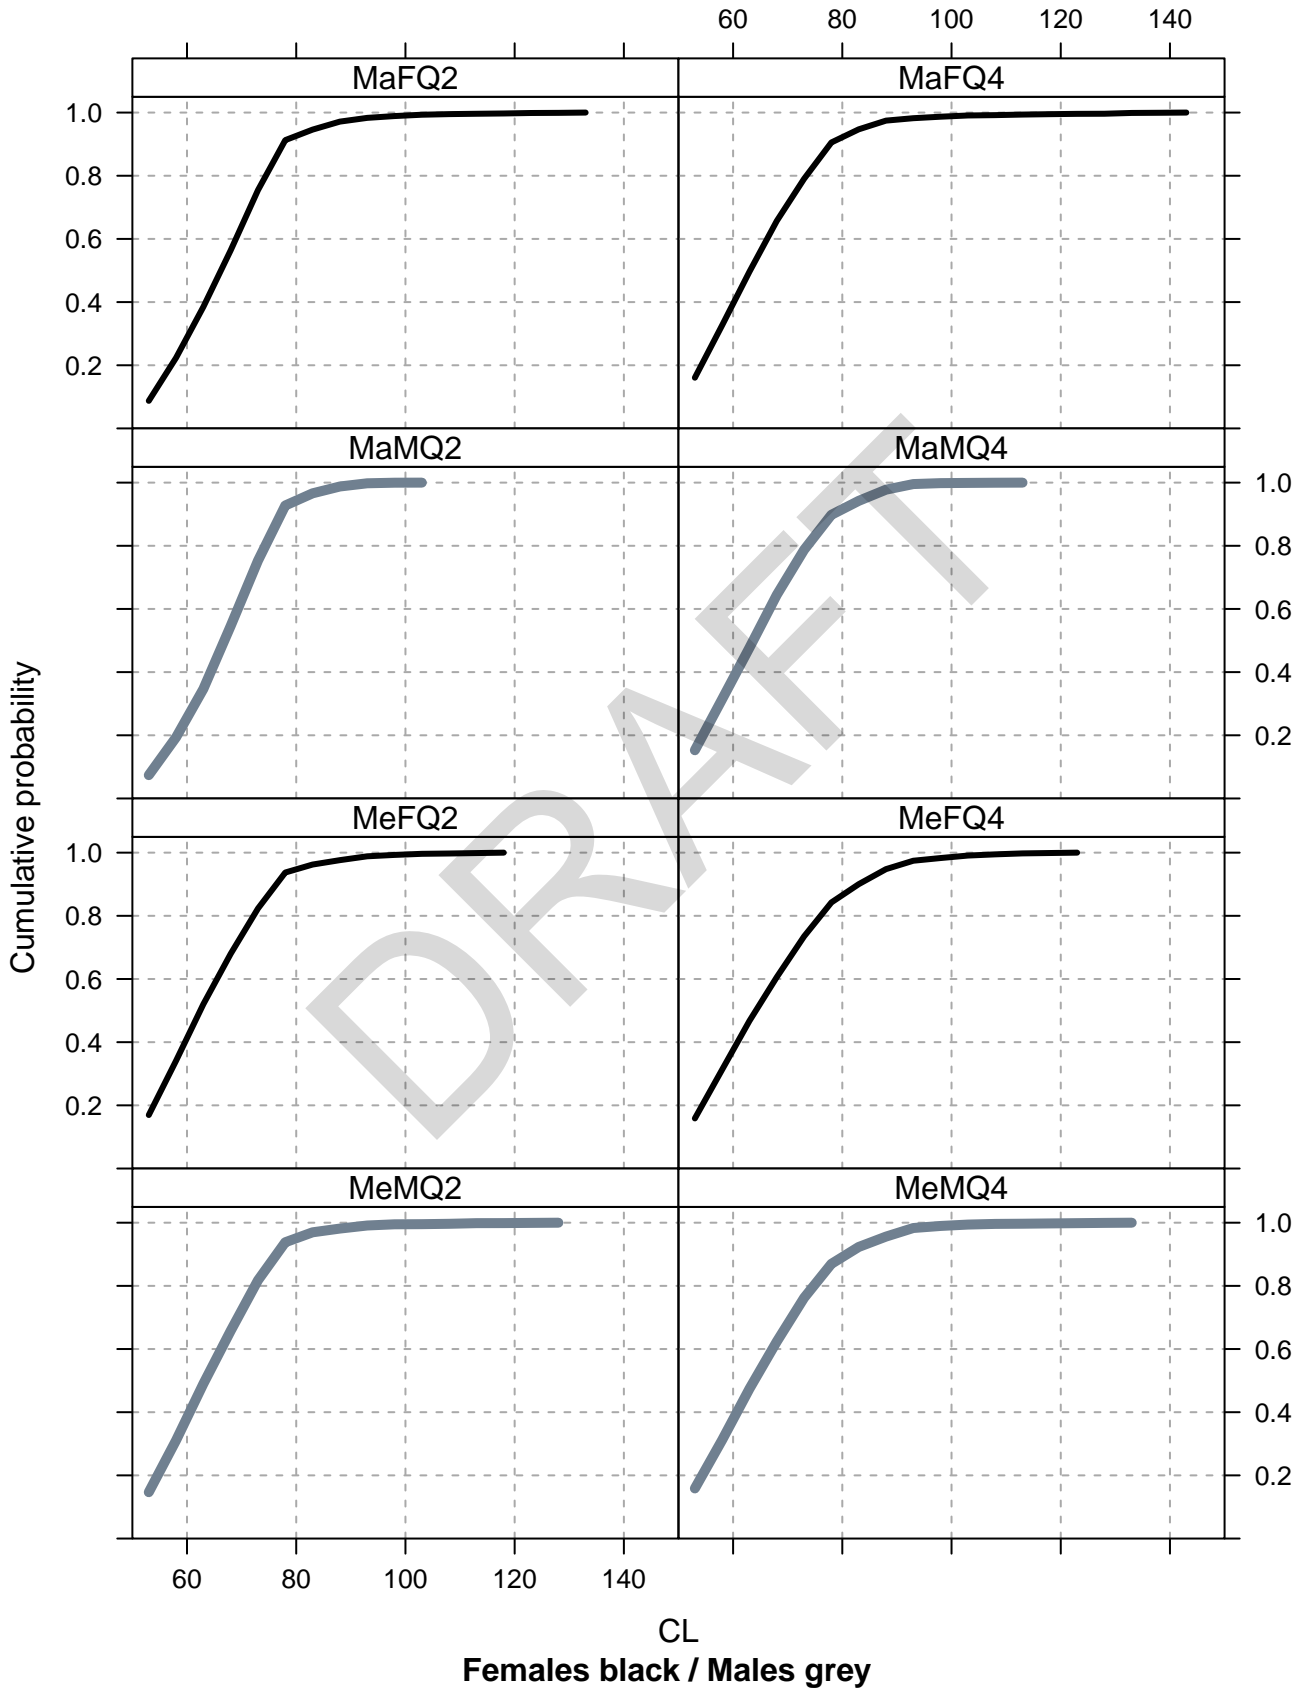 60 80 100 120 140
MaFQ2 MaFQ4
1.0
0.8
0.6
0.4
0.2
MaMQ2 MaMQ4
1.0
0.8
0.6
0.4
0.2
MeFQ2 MeFQ4
1.0
0.8
0.6
0.4
0.2
MeMQ2 MeMQ4
1.0
0.8
0.6
0.4
0.2
60 80 100 120 140
Cumulative probability
CL
Females black / Males grey
DRAFT